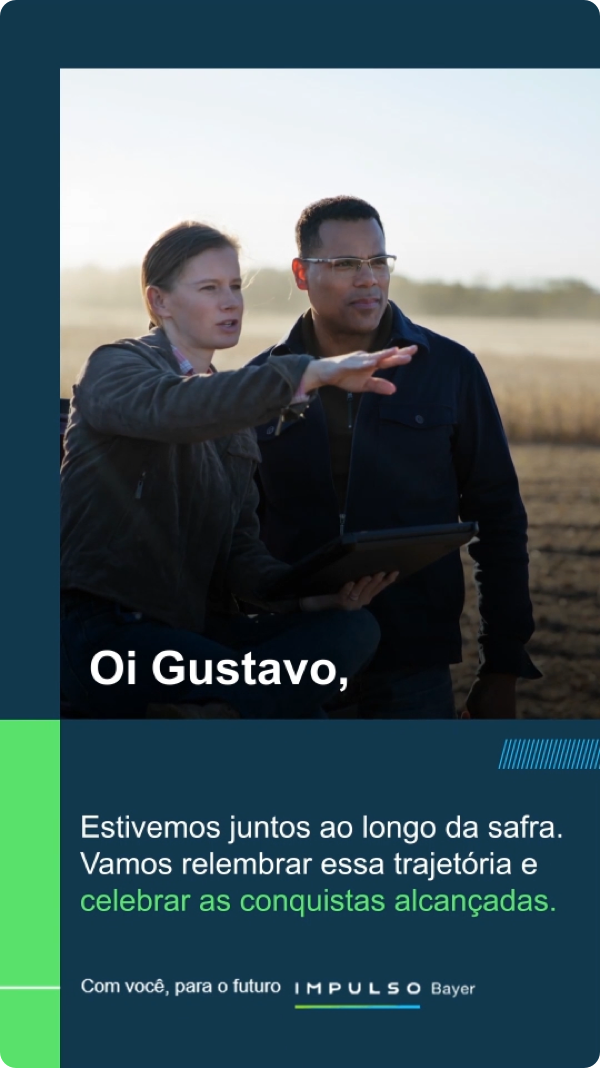 Oi Gustavo,
Estivemos juntos ao longo da safra.
Vamos relembrar essa trajetória e
celebrar as conquistas alcançadas.
Com você, para o futuro IMPULSO Bayer